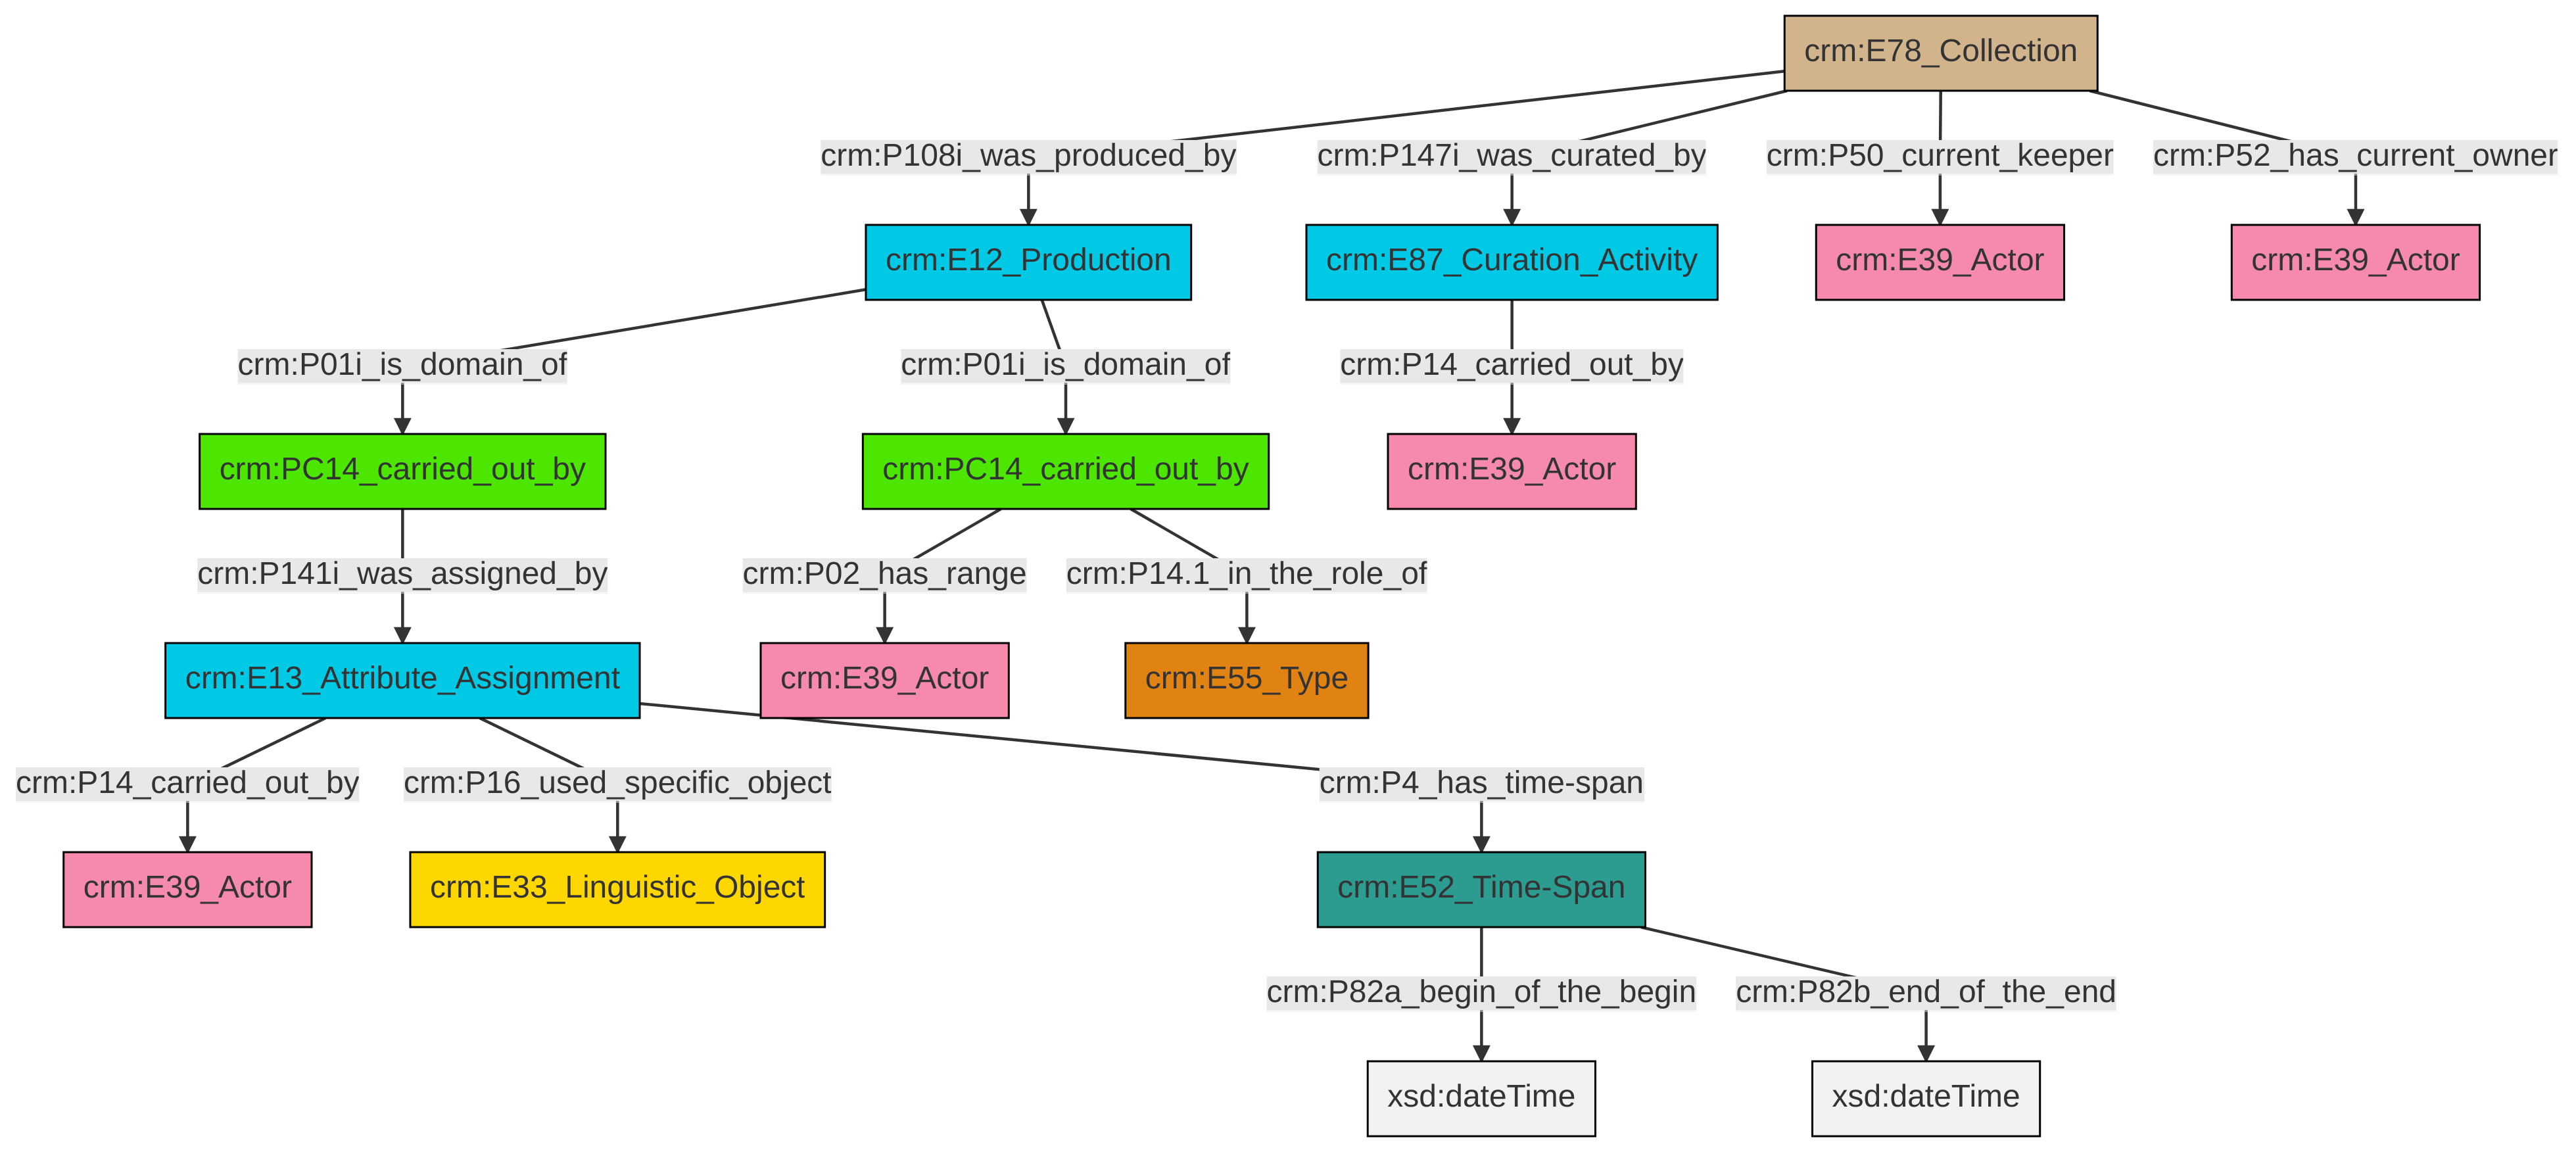 crm:E78_Collection
crm:P108i_was_produced_by
crm:P147i_was_curated_by
crm:P50_current_keeper
crm:P52_has_current_owner
crm:E12_Production
crm:E87_Curation_Activity
crm:E39_Actor
crm:E39_Actor
crm:P01i_is_domain_of
crm:P01i_is_domain_of
crm:P14_carried_out_by
crm:PC14_carried_out_by
crm:PC14_carried_out_by
crm:E39_Actor
crm:P141i_was_assigned_by
crm:P02_has_range
crm:P14.1_in_the_role_of
crm:E13_Attribute_Assignment
crm:E39_Actor
crm:E55_Type
crm:P14_carried_out_by
crm:P16_used_specific_object
crm:P4_has_time-span
crm:E39_Actor
crm:E33_Linguistic_Object
crm:E52_Time-Span
crm:P82a_begin_of_the_begin
crm:P82b_end_of_the_end
xsd:dateTime
xsd:dateTime